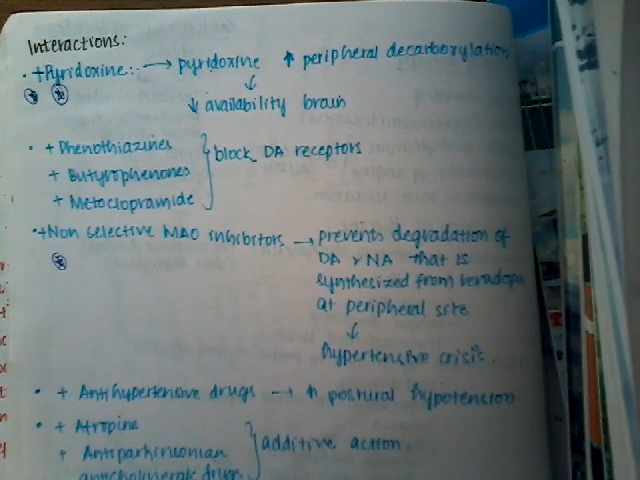 Interactions:
• + Pyridoxine: → pyridoxine ↑ peripheral decarboxylation
↓
↓ availability brain
• + Phenothiazines
+ Butyrophenones } block DA receptors
+ Metoclopramide
• + Non selective MAO inhibitors → prevents degradation of
DA & NA that is
synthesized from levodopa
at peripheral site
↓
hypertensive crisis.
• + Antihypertensive drugs → ↑ postural hypotension
• + Atropine
+ Antiparkinsonian } additive action.
anticholinergic drugs